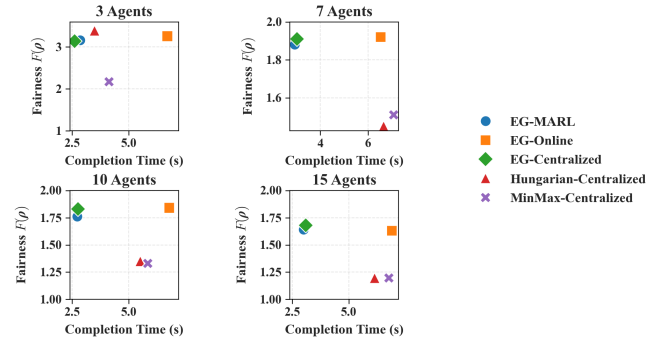 3 Agents
3
2
1
2.5
5.0
Fairness F(ρ)
Completion Time (s)
7 Agents
2.0
1.8
1.6
4
6
Fairness F(ρ)
Completion Time (s)
10 Agents
2.00
1.75
1.50
1.25
1.00
2.5
5.0
Fairness F(ρ)
Completion Time (s)
15 Agents
2.00
1.75
1.50
1.25
1.00
2.5
5.0
Fairness F(ρ)
Completion Time (s)
EG-MARL
EG-Online
EG-Centralized
Hungarian-Centralized
MinMax-Centralized